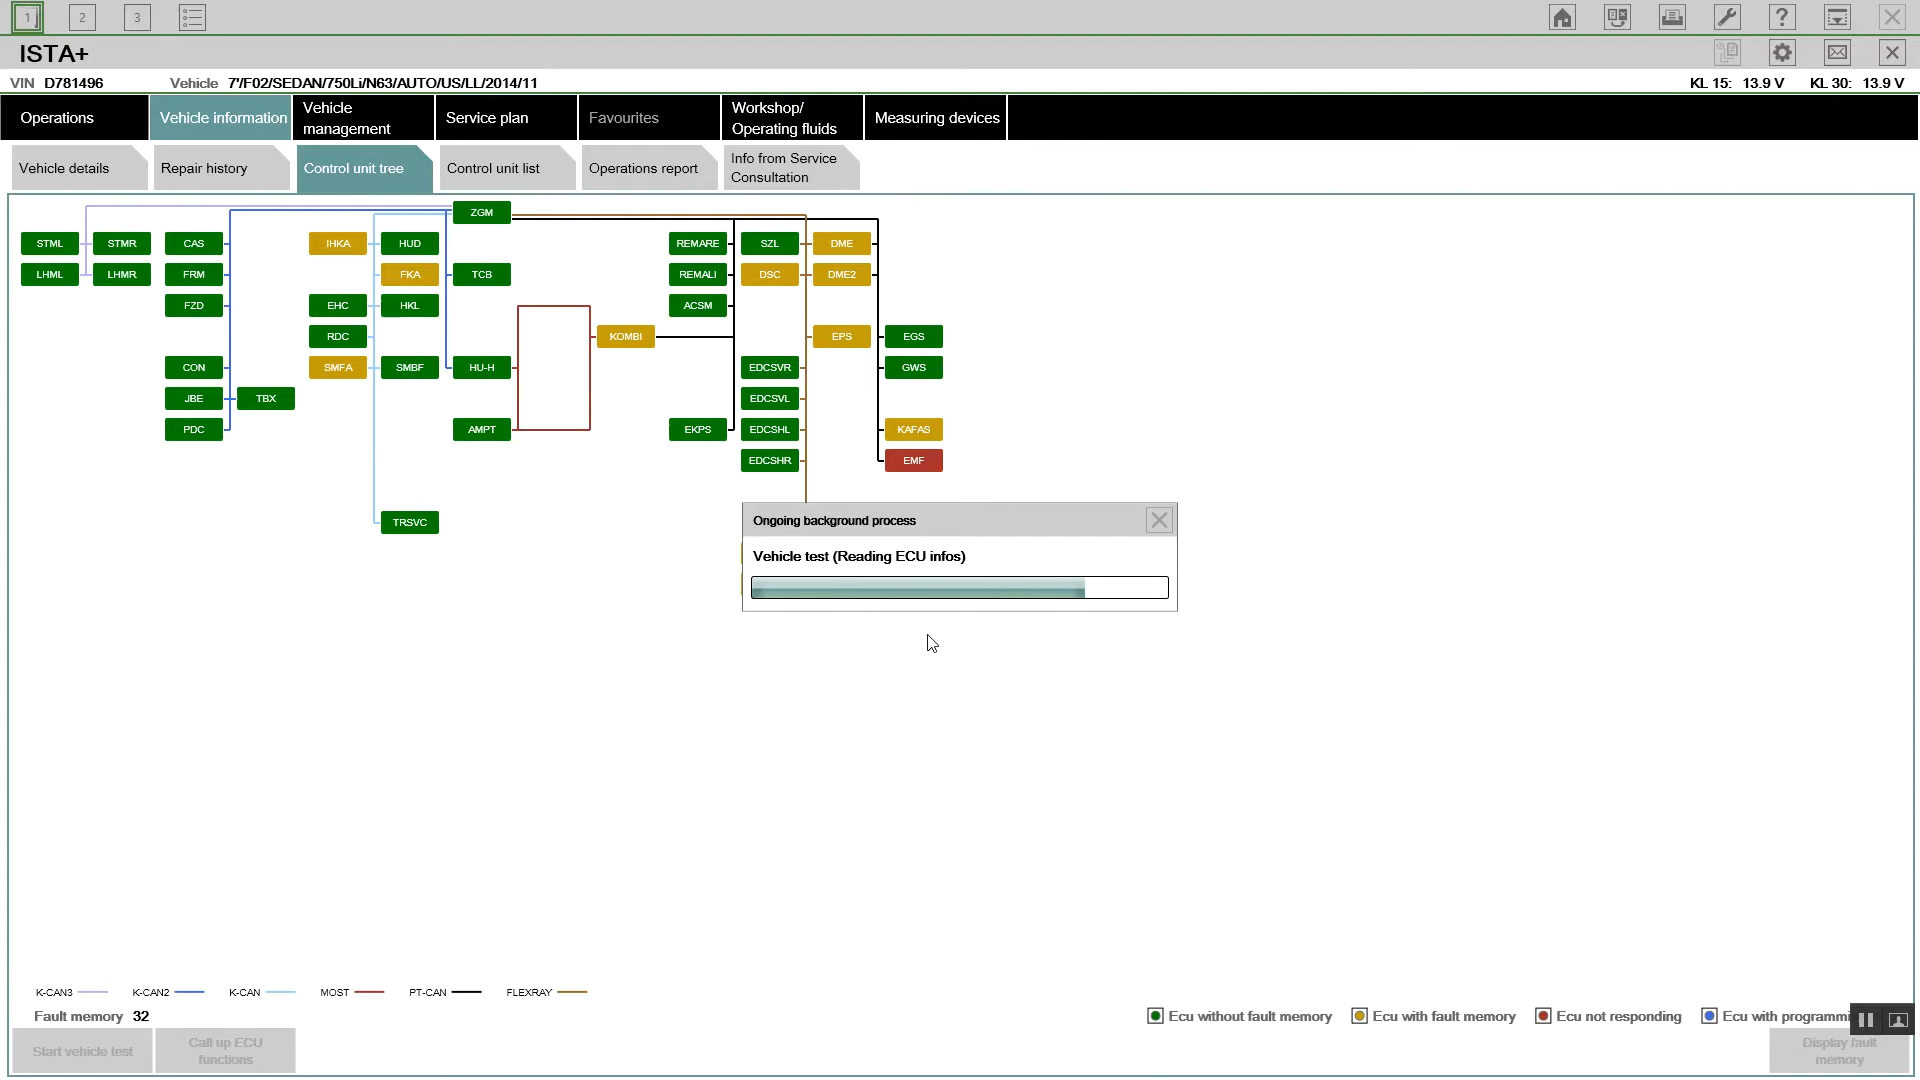 1 2 3
ISTA+
VIN D781496 Vehicle 7'/F02/SEDAN/750Li/N63/AUTO/US/LL/2014/11 KL 15: 13.9 V KL 30: 13.9 V
Operations
Vehicle information
Vehicle
management
Service plan
Favourites
Workshop/
Operating fluids
Measuring devices
Vehicle details
Repair history
Control unit tree
Control unit list
Operations report
Info from Service
Consultation
ZGM
STML STMR CAS IHKA HUD REMARE SZL DME
LHML LHMR FRM FKA TCB REMALI DSC DME2
FZD EHC HKL ACSM
RDC KOMBI EPS EGS
CON SMFA SMBF HU-H EDCSVR GWS
JBE TBX EDCSVL
PDC AMPT EKPS EDCSHL KAFAS
EDCSHR EMF
TRSVC
Ongoing background process
Vehicle test (Reading ECU infos)
K-CAN3 K-CAN2 K-CAN MOST PT-CAN FLEXRAY
Fault memory 32
Ecu without fault memory Ecu with fault memory Ecu not responding Ecu with programmi
Start vehicle test
Call up ECU
functions
Display fault
memory